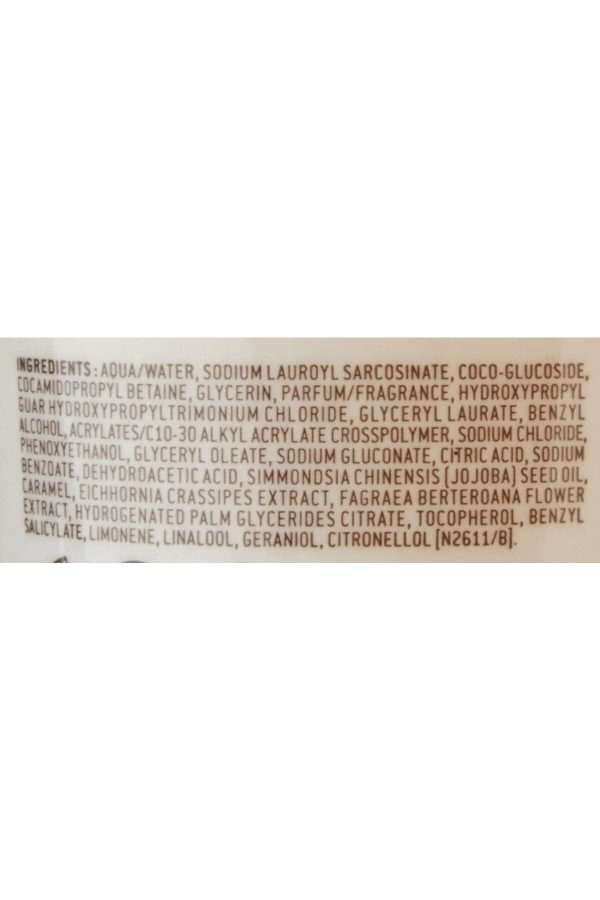 INGREDIENTS : AQUA/WATER, SODIUM LAUROYL SARCOSINATE, COCO-GLUCOSIDE,
COCAMIDOPROPYL BETAINE, GLYCERIN, PARFUM/FRAGRANCE, HYDROXYPROPYL
GUAR HYDROXYPROPYLTRIMONIUM CHLORIDE, GLYCERYL LAURATE, BENZYL
ALCOHOL, ACRYLATES/C10-30 ALKYL ACRYLATE CROSSPOLYMER, SODIUM CHLORIDE,
PHENOXYETHANOL, GLYCERYL OLEATE, SODIUM GLUCONATE, CITRIC ACID, SODIUM
BENZOATE, DEHYDROACETIC ACID, SIMMONDSIA CHINENSIS (JOJOBA) SEED OIL,
CARAMEL, EICHHORNIA CRASSIPES EXTRACT, FAGRAEA BERTEROANA FLOWER
EXTRACT, HYDROGENATED PALM GLYCERIDES CITRATE, TOCOPHEROL, BENZYL
SALICYLATE, LIMONENE, LINALOOL, GERANIOL, CITRONELLOL [N2611/B].